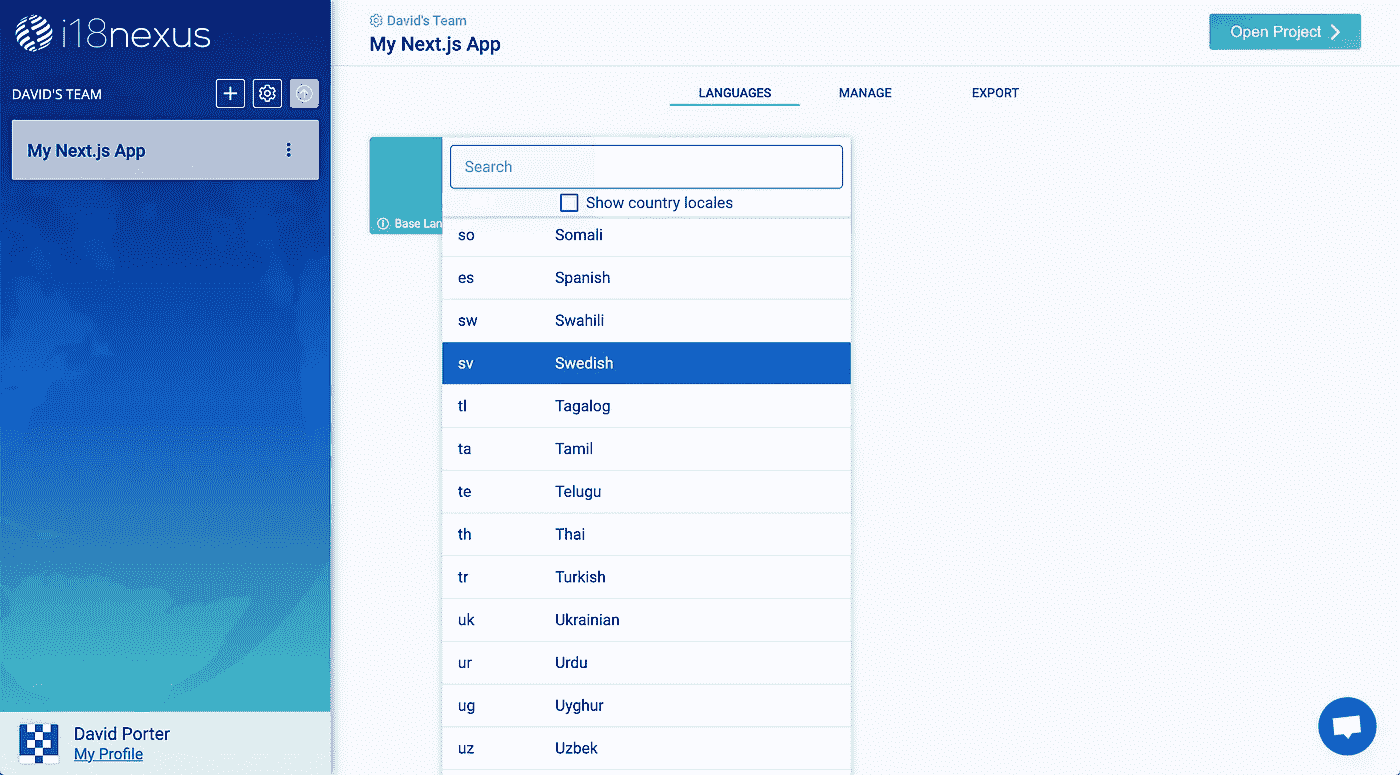 i18nexus
DAVID'S TEAM
My Next.js App
David Porter
My Profile
David's Team
My Next.js App
Open Project
LANGUAGES MANAGE EXPORT
Base Lan
Search
Show country locales
so Somali
es Spanish
sw Swahili
sv Swedish
tl Tagalog
ta Tamil
te Telugu
th Thai
tr Turkish
uk Ukrainian
ur Urdu
ug Uyghur
uz Uzbek